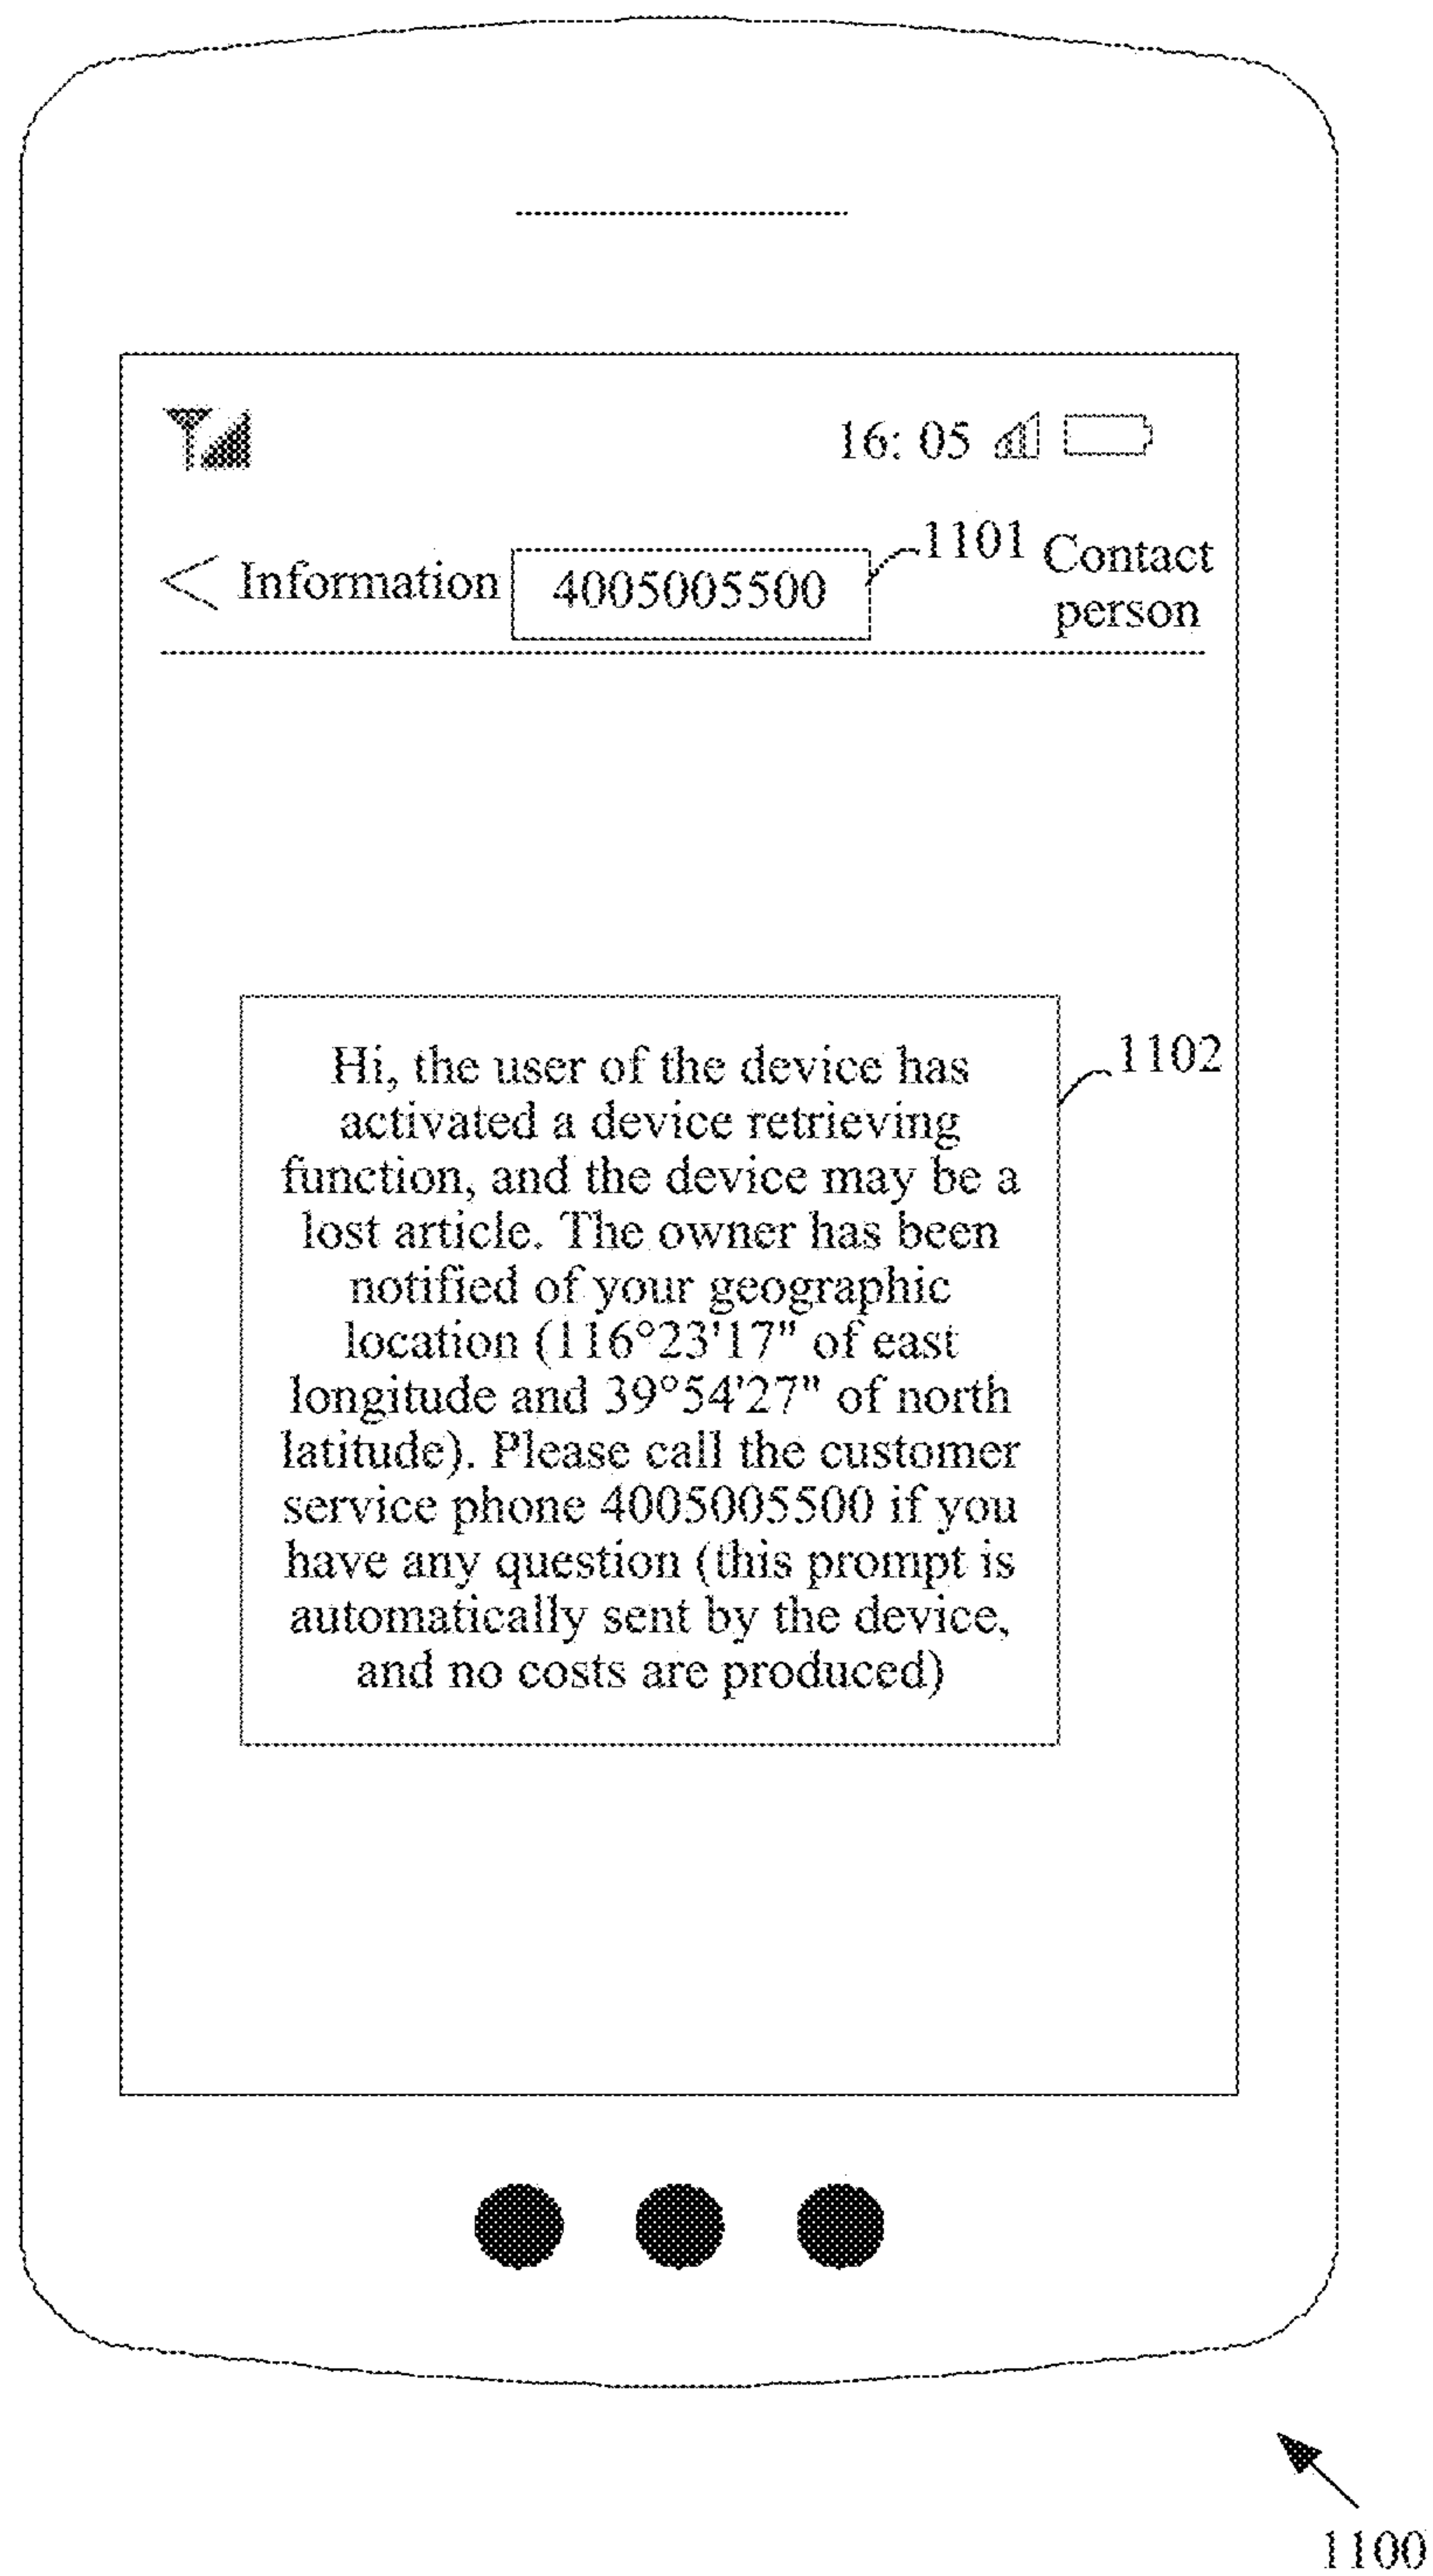 16: 05
< Information 4005005500 1101 Contact
person
Hi, the user of the device has
activated a device retrieving
function, and the device may be a
lost article. The owner has been
notified of your geographic
location (116°23'17" of east
longitude and 39°54'27" of north
latitude). Please call the customer
service phone 4005005500 if you
have any question (this prompt is
automatically sent by the device,
and no costs are produced)
1102
1100